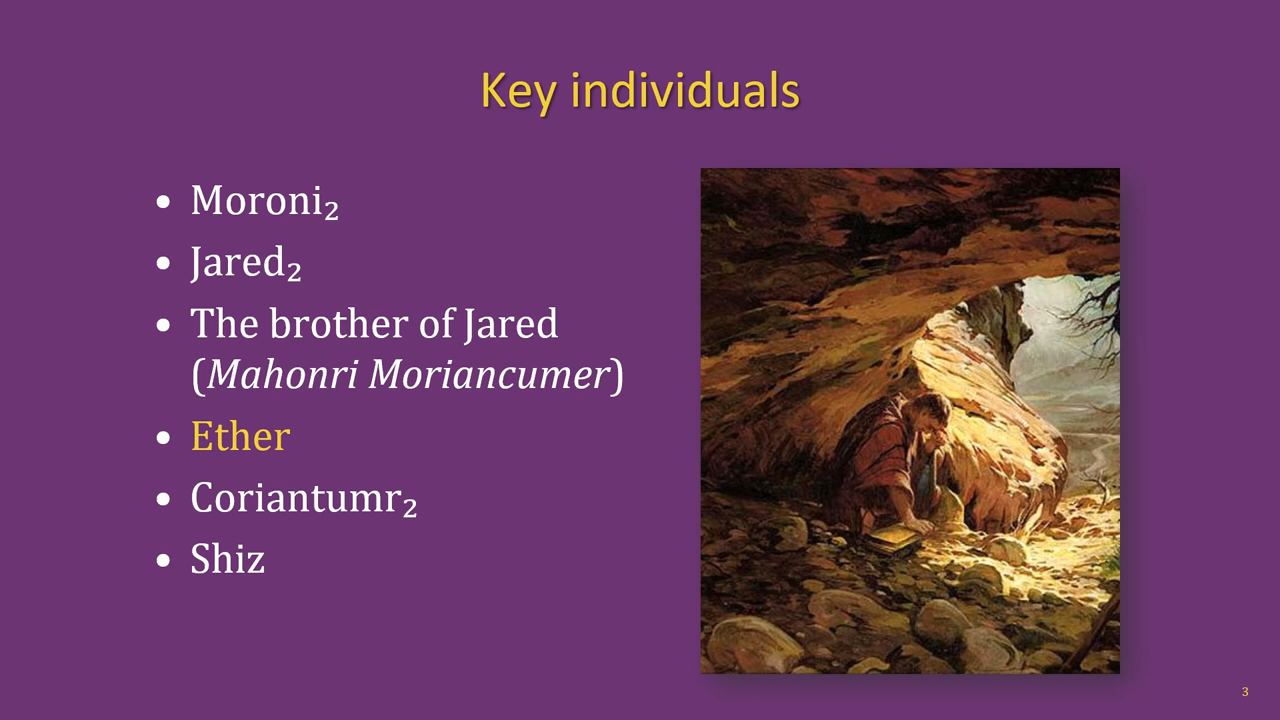 Key individuals
• Moroni₂
• Jared₂
• The brother of Jared
(Mahonri Moriancumer)
• Ether
• Coriantumr₂
• Shiz
3